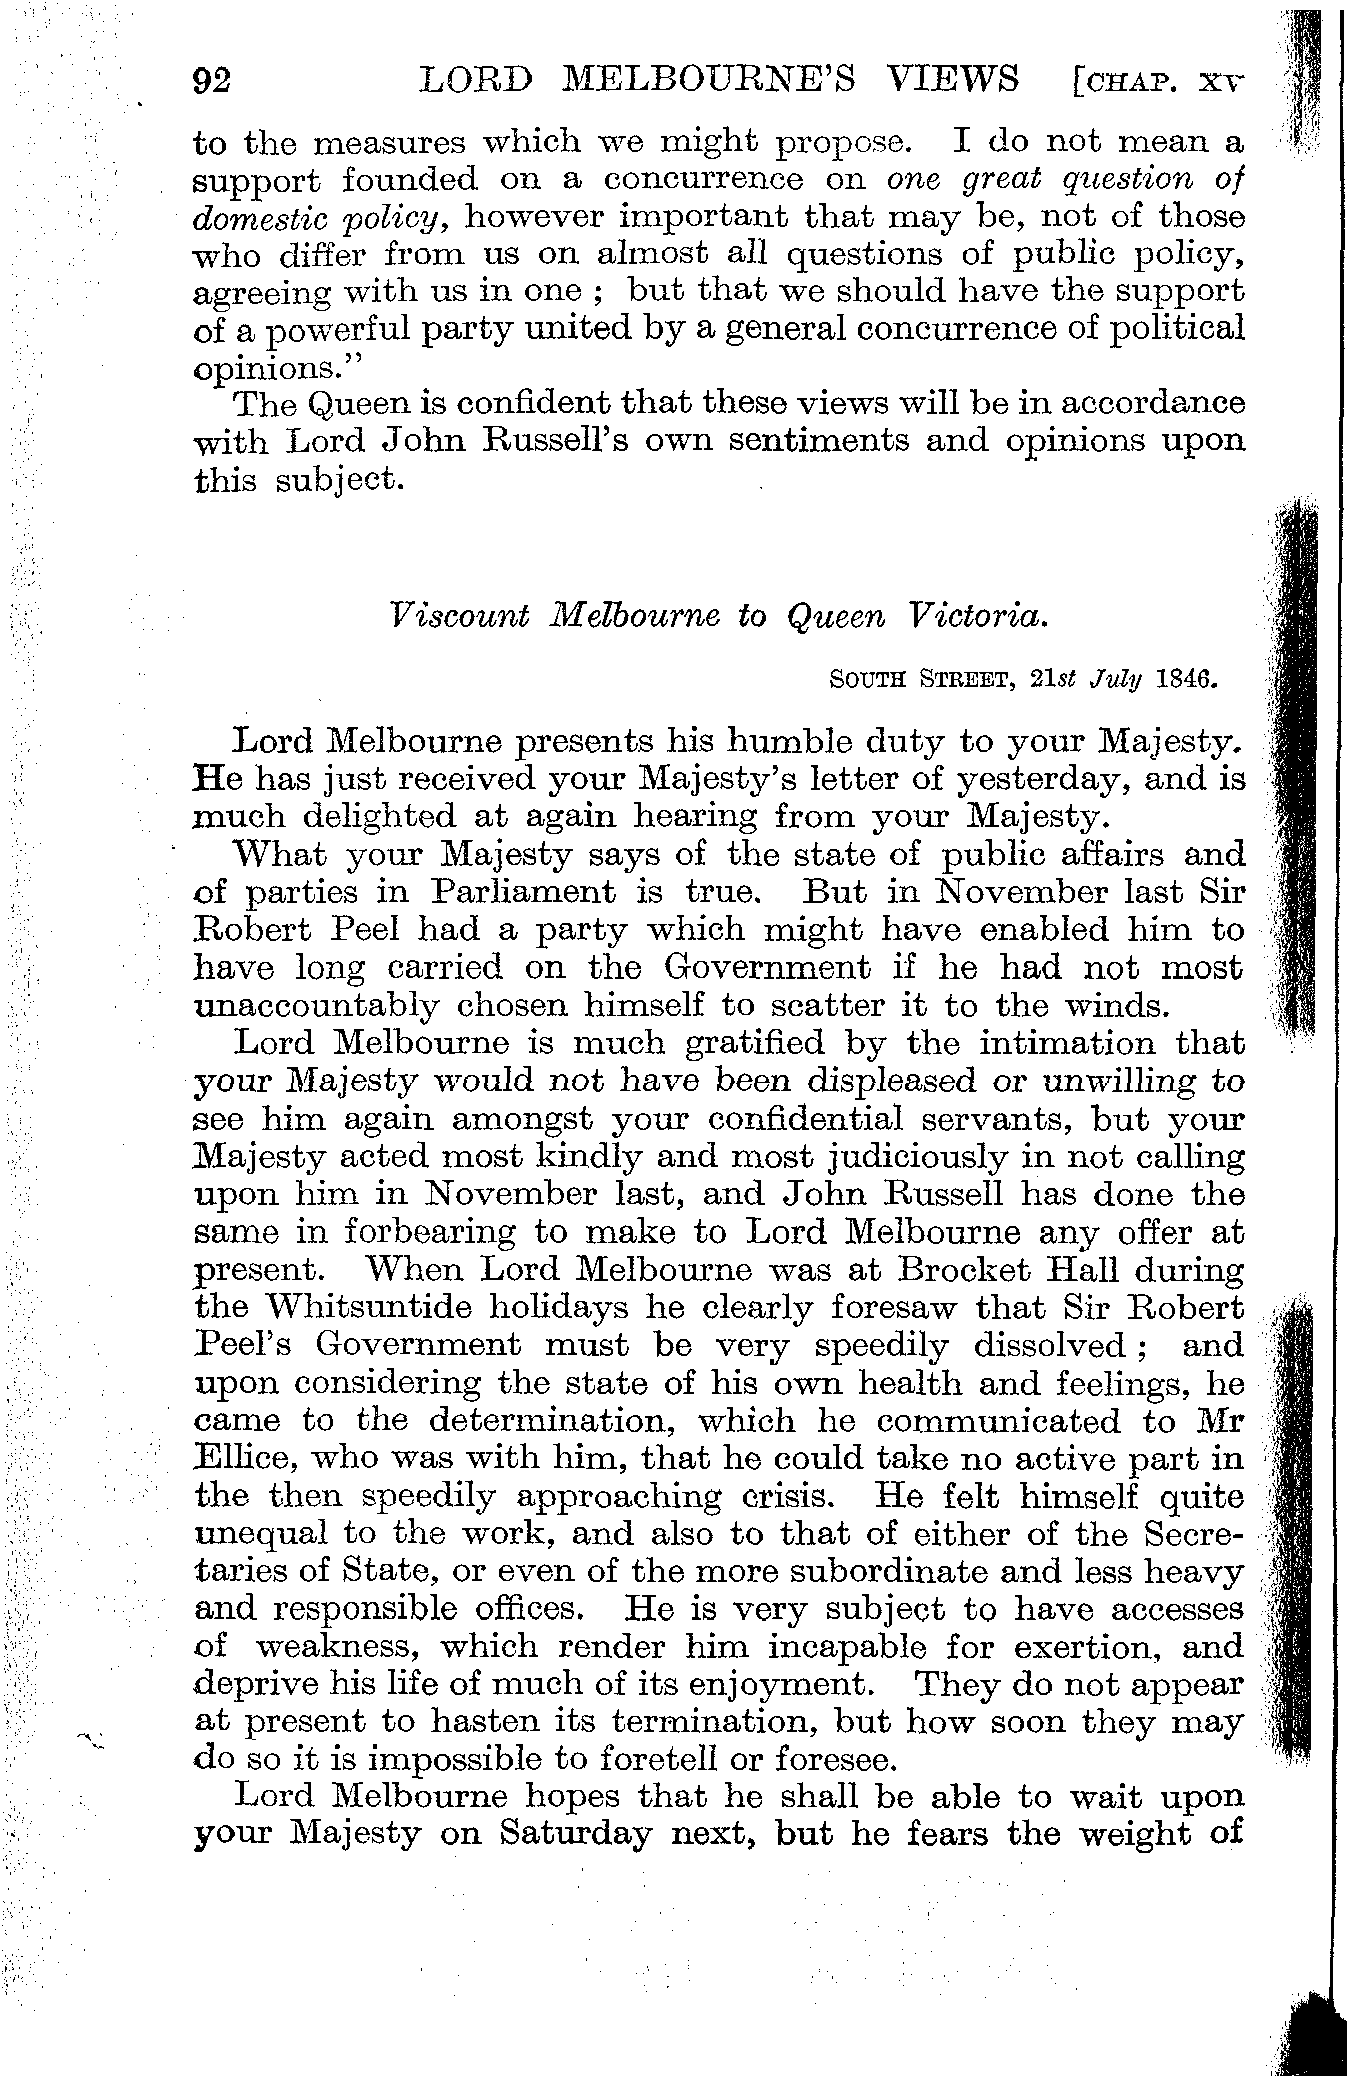 92 LORD MELBOURNE'S VIEWS [CHAP. XV
to the measures which we might propose. I do not mean a
support founded on a concurrence on one great question of
domestic policy, however important that may be, not of those
who differ from us on almost all questions of public policy,
agreeing with us in one ; but that we should have the support
of a powerful party united by a general concurrence of political
opinions."
The Queen is confident that these views will be in accordance
with Lord John Russell's own sentiments and opinions upon
this subject.
Viscount Melbourne to Queen Victoria.
SOUTH STREET, 21st July 1846.
Lord Melbourne presents his humble duty to your Majesty.
He has just received your Majesty's letter of yesterday, and is
much delighted at again hearing from your Majesty.
What your Majesty says of the state of public affairs and
of parties in Parliament is true. But in November last Sir
Robert Peel had a party which might have enabled him to
have long carried on the Government if he had not most
unaccountably chosen himself to scatter it to the winds.
Lord Melbourne is much gratified by the intimation that
your Majesty would not have been displeased or unwilling to
see him again amongst your confidential servants, but your
Majesty acted most kindly and most judiciously in not calling
upon him in November last, and John Russell has done the
same in forbearing to make to Lord Melbourne any offer at
present. When Lord Melbourne was at Brocket Hall during
the Whitsuntide holidays he clearly foresaw that Sir Robert
Peel's Government must be very speedily dissolved ; and
upon considering the state of his own health and feelings, he
came to the determination, which he communicated to Mr
Ellice, who was with him, that he could take no active part in
the then speedily approaching crisis. He felt himself quite
unequal to the work, and also to that of either of the Secre-
taries of State, or even of the more subordinate and less heavy
and responsible offices. He is very subject to have accesses
of weakness, which render him incapable for exertion, and
deprive his life of much of its enjoyment. They do not appear
at present to hasten its termination, but how soon they may
do so it is impossible to foretell or foresee.
Lord Melbourne hopes that he shall be able to wait upon
your Majesty on Saturday next, but he fears the weight of